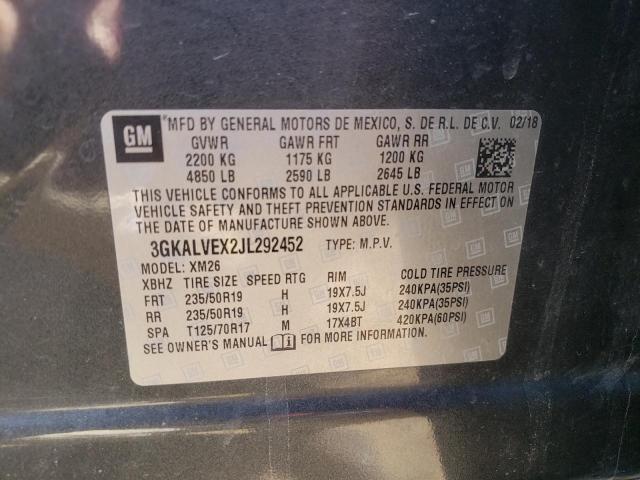 GM
*MFD BY GENERAL MOTORS DE MEXICO, S. DE R.L. DE C.V. 02/18
GVWR GAWR FRT GAWR RR
2200 KG 1175 KG 1200 KG
4850 LB 2590 LB 2645 LB
THIS VEHICLE CONFORMS TO ALL APPLICABLE U.S. FEDERAL MOTOR
VEHICLE SAFETY AND THEFT PREVENTION STANDARDS IN EFFECT ON
THE DATE OF MANUFACTURE SHOWN ABOVE.
3GKALVEX2JL292452 TYPE: M.P.V.
MODEL: XM26
XBHZ TIRE SIZE SPEED RTG RIM COLD TIRE PRESSURE
FRT 235/50R19 H 19X7.5J 240KPA(35PSI)
RR 235/50R19 H 19X7.5J 240KPA(35PSI)
SPA T125/70R17 M 17X4BT 420KPA(60PSI)
SEE OWNER'S MANUAL FOR MORE INFORMATION.